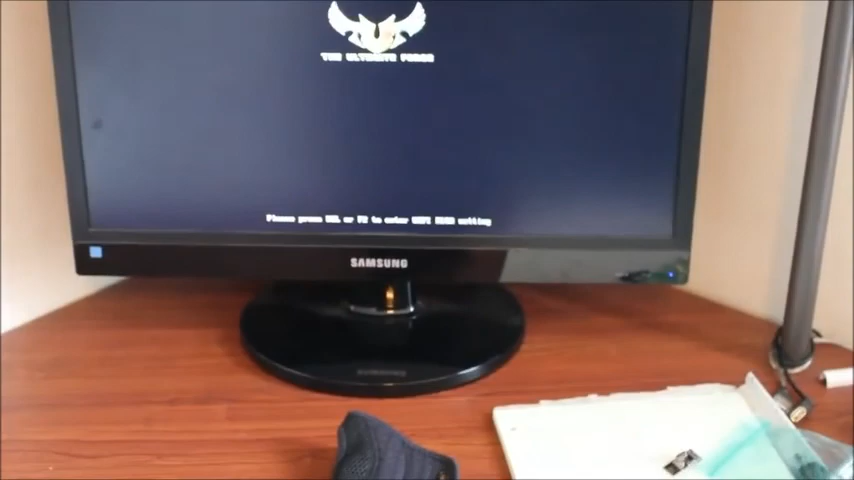 THE ULTIMATE FORCE
Please press DEL or F2 to enter UEFI BIOS setting
SAMSUNG